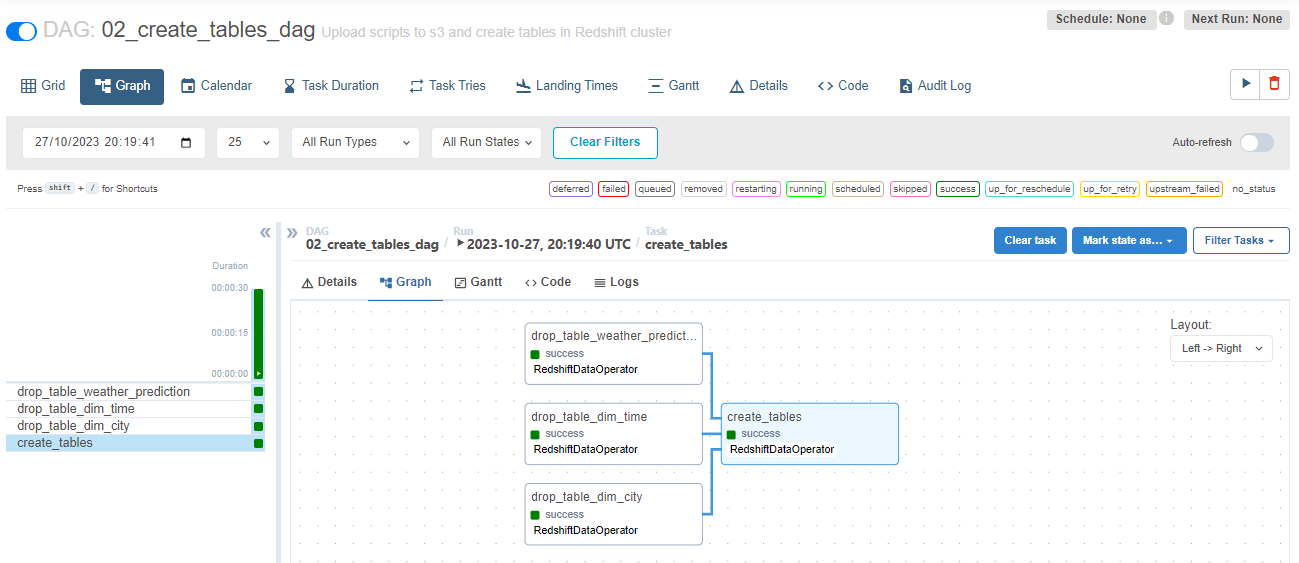 DAG: 02_create_tables_dag Upload scripts to s3 and create tables in Redshift cluster
Schedule: None Next Run: None
Grid Graph Calendar Task Duration Task Tries Landing Times Gantt Details Code Audit Log
27/10/2023 20:19:41 25 All Run Types All Run States Clear Filters Auto-refresh
Press shift + / for Shortcuts
deferred failed queued removed restarting running scheduled skipped success up_for_reschedule up_for_retry upstream_failed no_status
Duration
00:00:30
00:00:15
00:00:00
drop_table_weather_prediction
drop_table_dim_time
drop_table_dim_city
create_tables
DAG Run Task
02_create_tables_dag / 2023-10-27, 20:19:40 UTC / create_tables
Clear task Mark state as... Filter Tasks
Details Graph Gantt Code Logs
Layout:
Left -> Right
drop_table_weather_predict...
success
RedshiftDataOperator
drop_table_dim_time
success
RedshiftDataOperator
create_tables
success
RedshiftDataOperator
drop_table_dim_city
success
RedshiftDataOperator